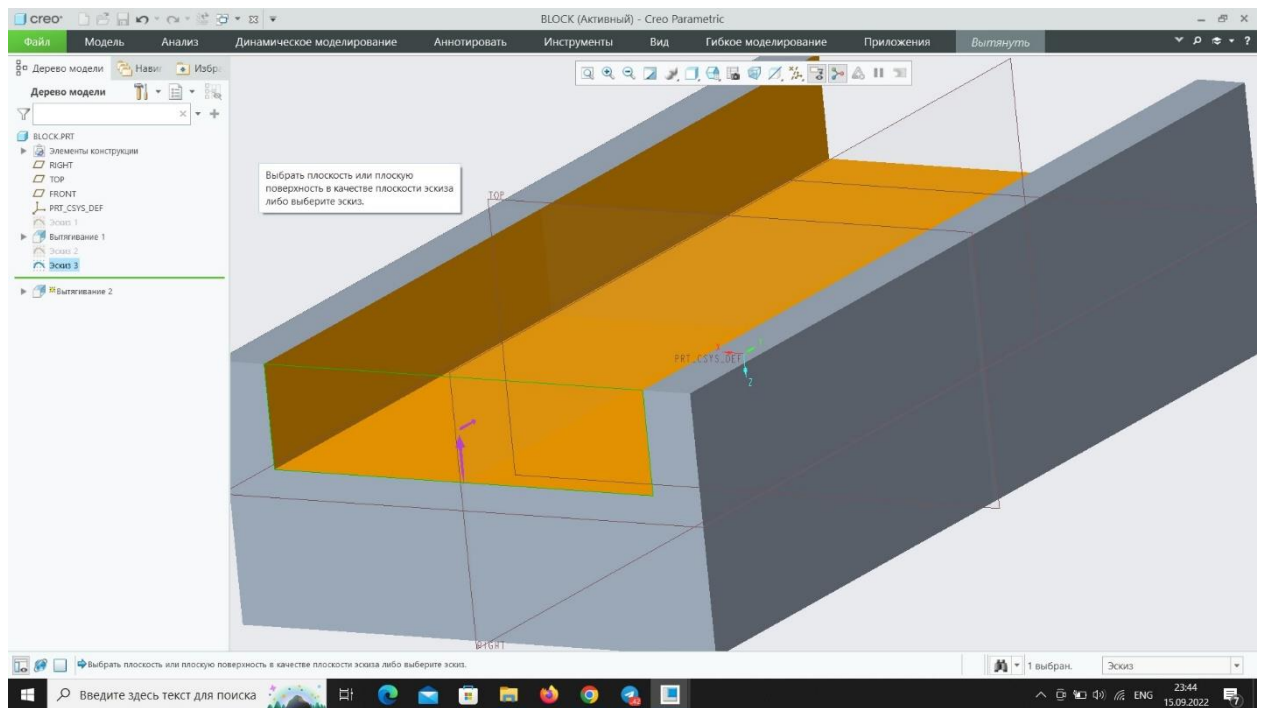 creo
BLOCK (Активный) - Creo Parametric
Файл Модель Анализ Динамическое моделирование Аннотировать Инструменты Вид Гибкое моделирование Приложения Вытянуть
Дерево модели Нави Избр
Дерево модели
BLOCK.PRT
Элементы конструкции
RIGHT
TOP
FRONT
PRT_CSYS_DEF
Эскиз 1
Вытягивание 1
Эскиз 2
Эскиз 3
Вытягивание 2
Выбрать плоскость или плоскую
поверхность в качестве плоскости эскиза
либо выберите эскиз.
TOP
X Y
PRT_CSYS_DEF
Z
RIGHT
Выбрать плоскость или плоскую поверхность в качестве плоскости эскиза либо выберите эскиз.
1 выбран.
Эскиз
Введите здесь текст для поиска
ENG
23:44
15.09.2022